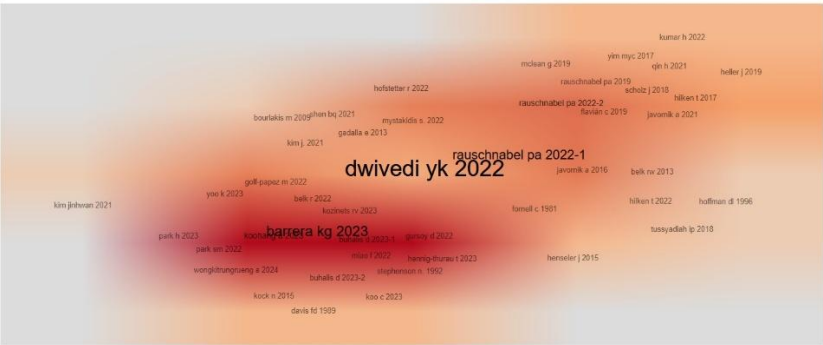 kumar h 2022
yim myc 2017
mclean g 2019
qin h 2021
heller j 2019
rauschnabel pa 2019
hofstetter r 2022
scholz j 2018
hilken t 2017
rauschnabel pa 2022-2
flavián c 2019
javornik a 2021
bourlakis m 2009
shen bq 2021
mystakidis s. 2022
gadalla e 2013
kim j. 2021
rauschnabel pa 2022-1
dwivedi yk 2022
javornik a 2016
belk rw 2013
golf-papez m 2022
yoo k 2023
belk r 2022
kim jinhwan 2021
hilken t 2022
hoffman dl 1996
kozinets rv 2023
fornell c 1981
barrera kg 2023
tussyadiah ip 2018
park h 2023
buhalis d 2023-1
gursoy d 2022
park sm 2022
hennig-thurau t 2023
henseler j 2015
wongkitrungrueng a 2024
stephenson n. 1992
buhalis d 2023-2
kock n 2015
koo c 2023
davis fd 1989